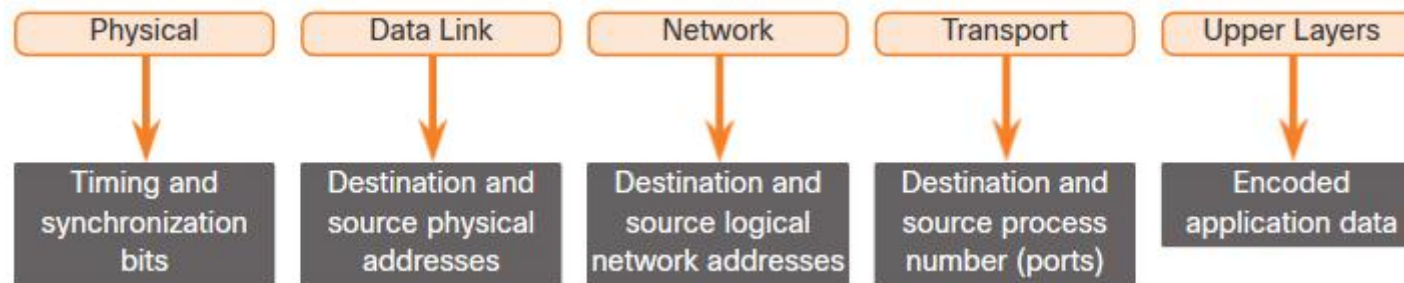 Physical
Data Link
Network
Transport
Upper Layers
Timing and
synchronization
bits
Destination and
source physical
addresses
Destination and
source logical
network addresses
Destination and
source process
number (ports)
Encoded
application data